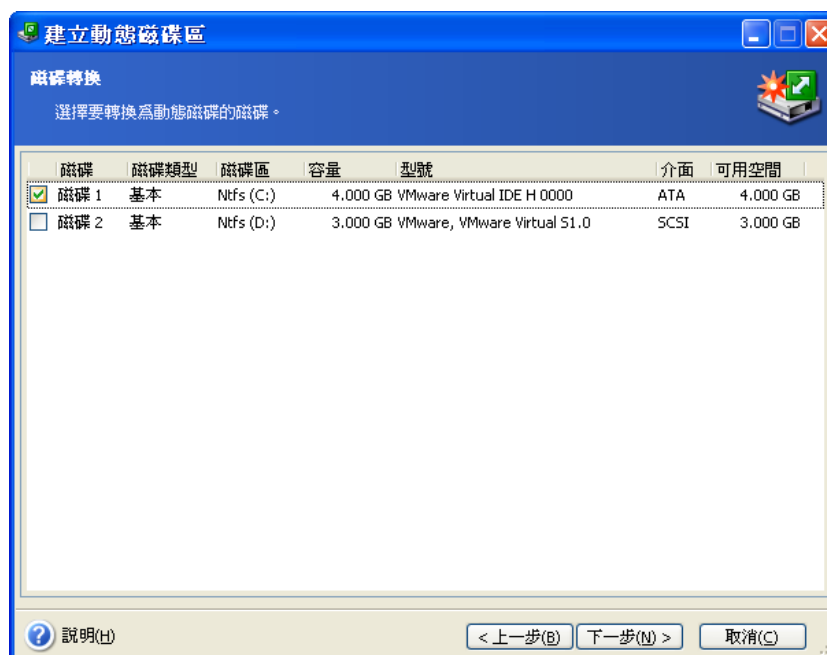 建立動態磁碟區
磁碟轉換
選擇要轉換爲動態磁碟的磁碟。
磁碟 磁碟類型 磁碟區 容量 型號 介面 可用空間
磁碟 1 基本 Ntfs (C:) 4.000 GB VMware Virtual IDE H 0000 ATA 4.000 GB
磁碟 2 基本 Ntfs (D:) 3.000 GB VMware, VMware Virtual S1.0 SCSI 3.000 GB
說明(H) < 上一步(B) 下一步(N) > 取消(C)